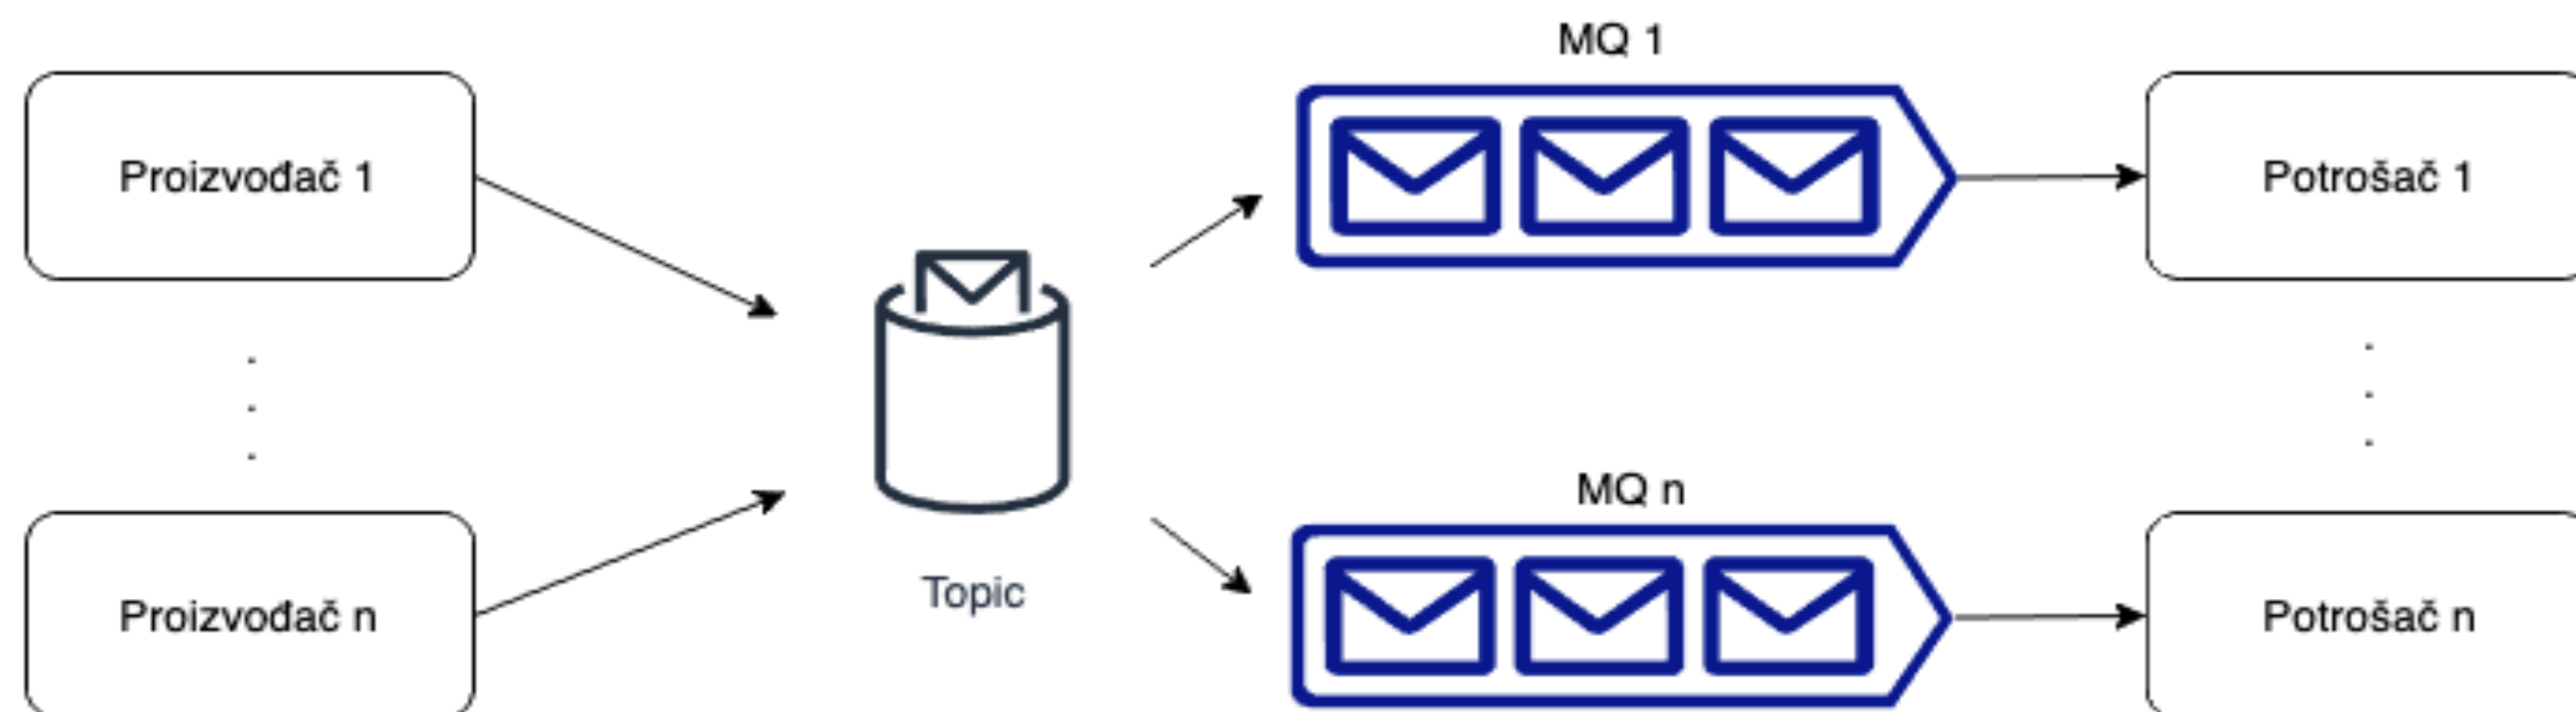 MQ 1
Proizvođač 1
Potrošač 1
MQ n
Topic
Proizvođač n
Potrošač n